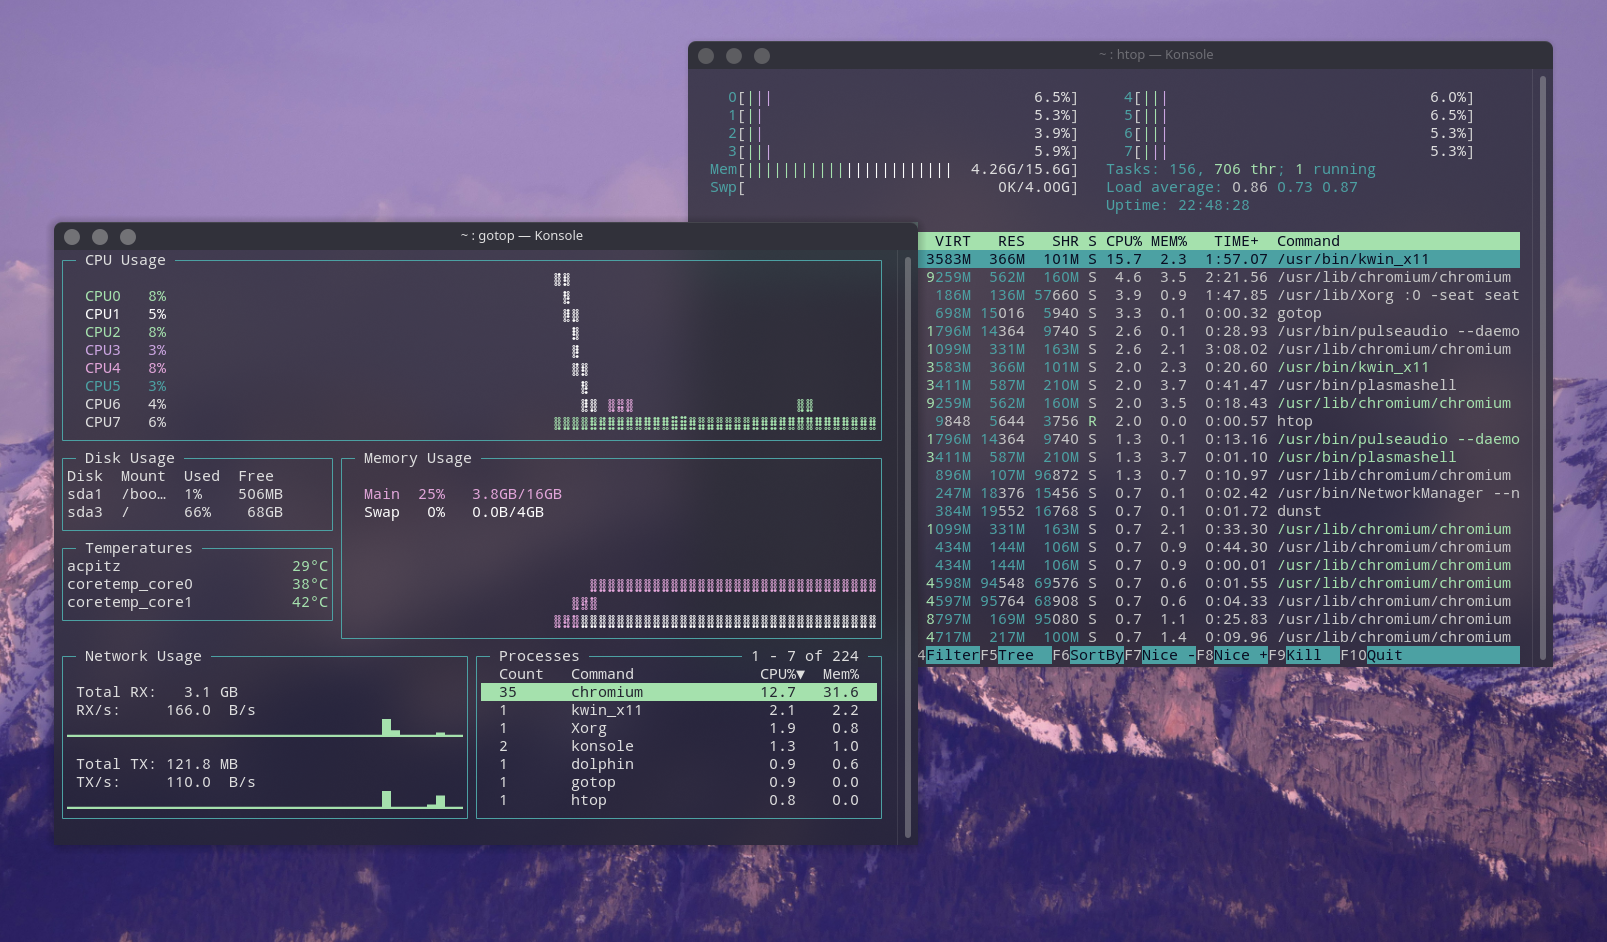 ~ : htop — Konsole
0[||| 6.5%] 4[||| 6.0%]
1[|| 5.3%] 5[||| 6.5%]
2[|| 3.9%] 6[||| 5.3%]
3[||| 5.9%] 7[||| 5.3%]
Mem[||||||||||||||||||||||| 4.26G/15.6G] Tasks: 156, 706 thr; 1 running
Swp[ 0K/4.00G] Load average: 0.86 0.73 0.87
Uptime: 22:48:28
VIRT RES SHR S CPU% MEM% TIME+ Command
3583M 366M 101M S 15.7 2.3 1:57.07 /usr/bin/kwin_x11
9259M 562M 160M S 4.6 3.5 2:21.56 /usr/lib/chromium/chromium
186M 136M 57660 S 3.9 0.9 1:47.85 /usr/lib/Xorg :0 -seat seat
698M 15016 5940 S 3.3 0.1 0:00.32 gotop
1796M 14364 9740 S 2.6 0.1 0:28.93 /usr/bin/pulseaudio --daemo
1099M 331M 163M S 2.6 2.1 3:08.02 /usr/lib/chromium/chromium
3583M 366M 101M S 2.0 2.3 0:20.60 /usr/bin/kwin_x11
3411M 587M 210M S 2.0 3.7 0:41.47 /usr/bin/plasmashell
9259M 562M 160M S 2.0 3.5 0:18.43 /usr/lib/chromium/chromium
9848 5644 3756 R 2.0 0.0 0:00.57 htop
1796M 14364 9740 S 1.3 0.1 0:13.16 /usr/bin/pulseaudio --daemo
3411M 587M 210M S 1.3 3.7 0:01.10 /usr/bin/plasmashell
896M 107M 96872 S 1.3 0.7 0:10.97 /usr/lib/chromium/chromium
247M 18376 15456 S 0.7 0.1 0:02.42 /usr/bin/NetworkManager --n
384M 19552 16768 S 0.7 0.1 0:01.72 dunst
1099M 331M 163M S 0.7 2.1 0:33.30 /usr/lib/chromium/chromium
434M 144M 106M S 0.7 0.9 0:44.30 /usr/lib/chromium/chromium
434M 144M 106M S 0.7 0.9 0:00.01 /usr/lib/chromium/chromium
4598M 94548 69576 S 0.7 0.6 0:01.55 /usr/lib/chromium/chromium
4597M 95764 68908 S 0.7 0.6 0:04.33 /usr/lib/chromium/chromium
8797M 169M 95080 S 0.7 1.1 0:25.83 /usr/lib/chromium/chromium
4717M 217M 100M S 0.7 1.4 0:09.96 /usr/lib/chromium/chromium
4FilterF5Tree F6SortByF7Nice -F8Nice +F9Kill F10Quit
~ : gotop — Konsole
CPU Usage
CPU0 8%
CPU1 5%
CPU2 8%
CPU3 3%
CPU4 8%
CPU5 3%
CPU6 4%
CPU7 6%
Disk Usage
Disk Mount Used Free
sda1 /boo… 1% 506MB
sda3 / 66% 68GB
Memory Usage
Main 25% 3.8GB/16GB
Swap 0% 0.0B/4GB
Temperatures
acpitz 29°C
coretemp_core0 38°C
coretemp_core1 42°C
Network Usage
Total RX: 3.1 GB
RX/s: 166.0 B/s
Total TX: 121.8 MB
TX/s: 110.0 B/s
Processes 1 - 7 of 224
Count Command CPU%▼ Mem%
35 chromium 12.7 31.6
1 kwin_x11 2.1 2.2
1 Xorg 1.9 0.8
2 konsole 1.3 1.0
1 dolphin 0.9 0.6
1 gotop 0.9 0.0
1 htop 0.8 0.0